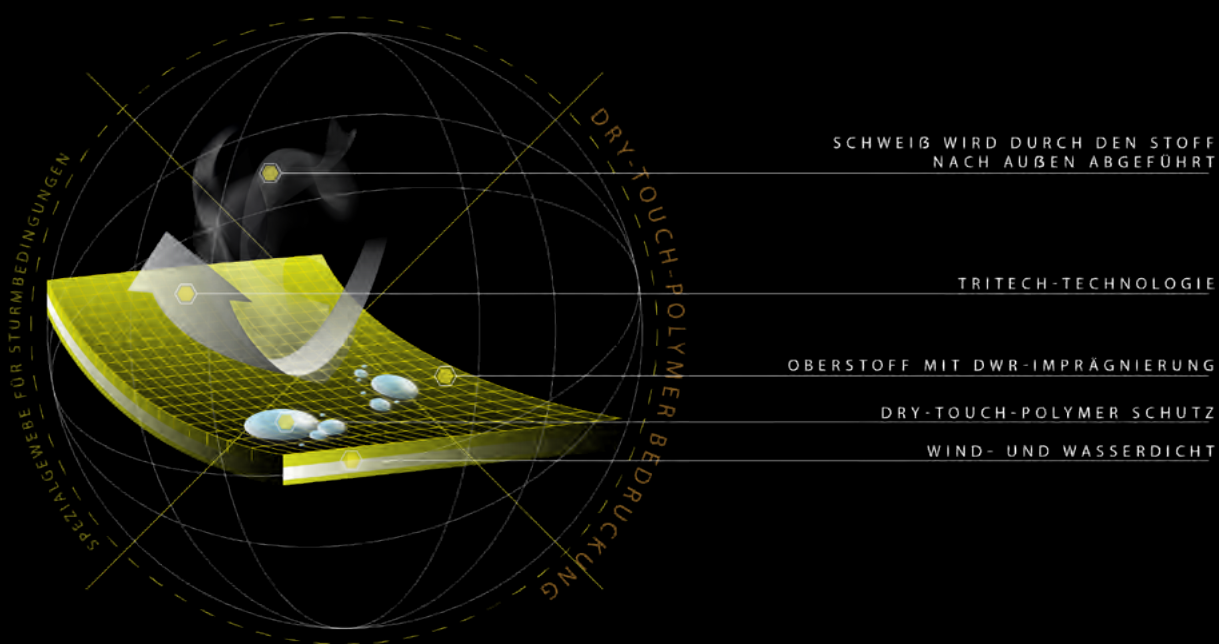 SPEZIALGEWEBE FÜR STURMBEDINGUNGEN
DRY-TOUCH-POLYMER BEDRUCKUNG
SCHWEIẞ WIRD DURCH DEN STOFF
NACH AUẞEN ABGEFÜHRT
TRITECH-TECHNOLOGIE
OBERSTOFF MIT DWR-IMPRÄGNIERUNG
DRY-TOUCH-POLYMER SCHUTZ
WIND- UND WASSERDICHT